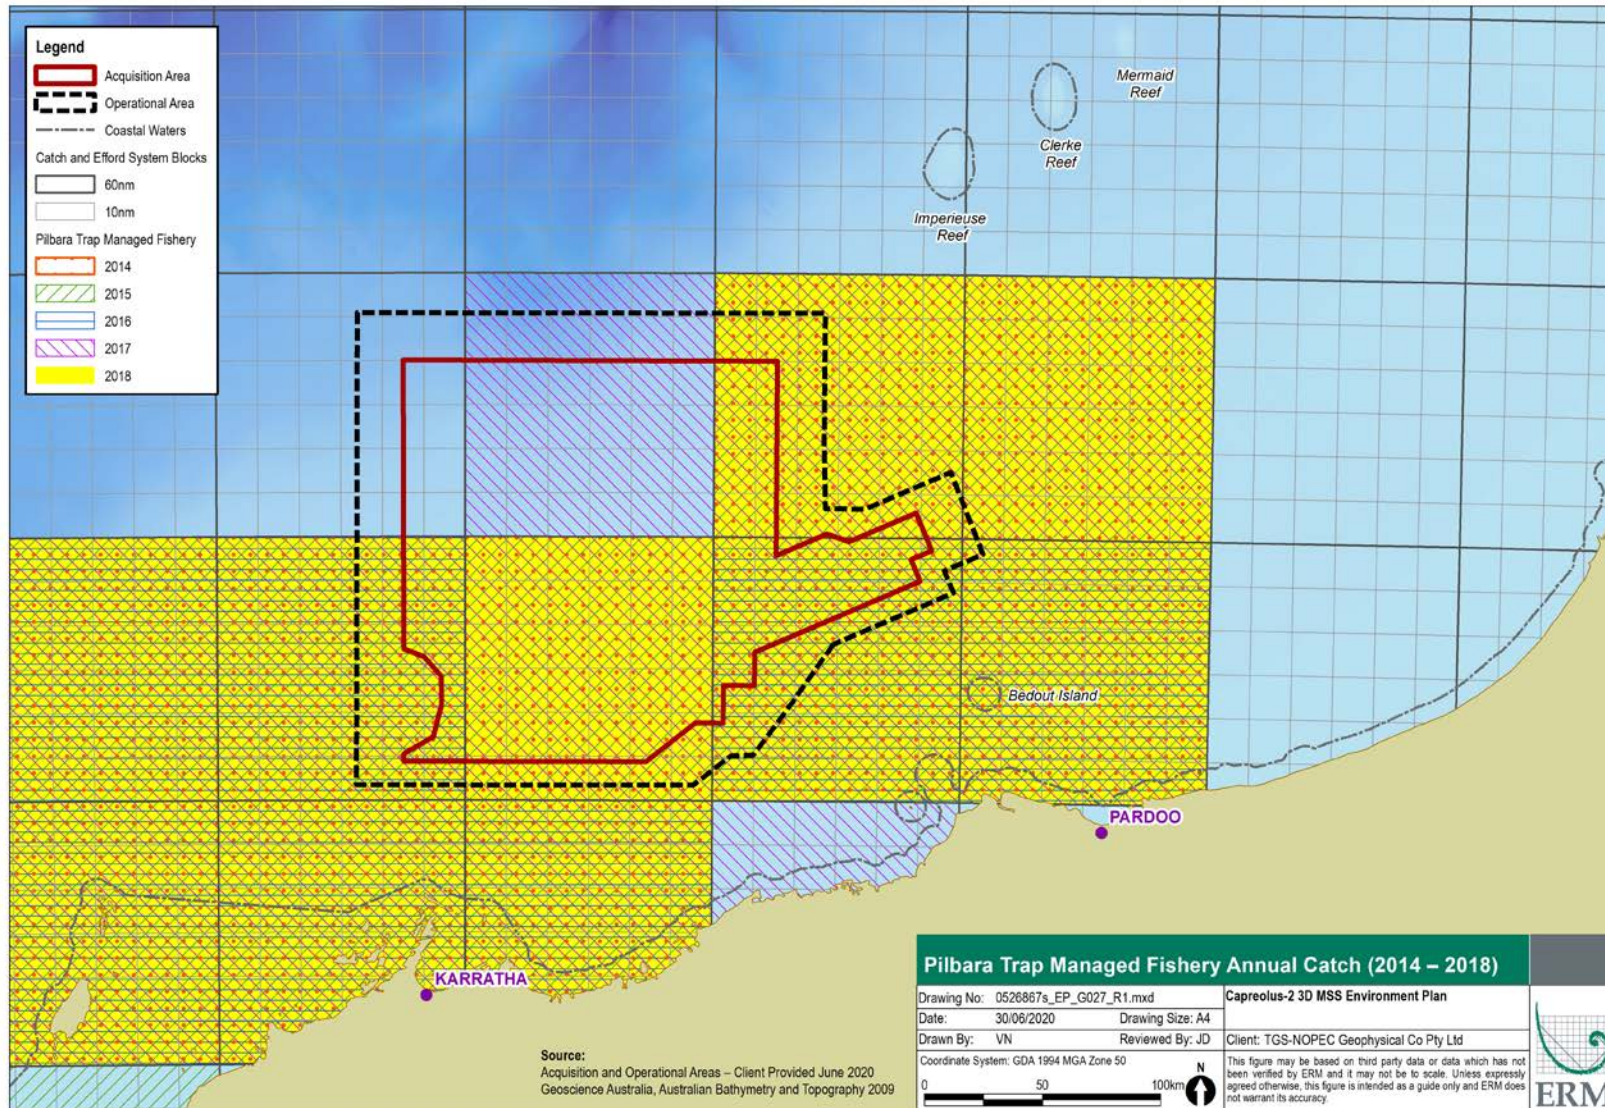 Legend
Acquisition Area
Operational Area
Coastal Waters
Catch and Efford System Blocks
60nm
10nm
Pilbara Trap Managed Fishery
2014
2015
2016
2017
2018
Mermaid
Reef
Clerke
Reef
Imperieuse
Reef
Bedout Island
PARDOO
KARRATHA
Source:
Acquisition and Operational Areas – Client Provided June 2020
Geoscience Australia, Australian Bathymetry and Topography 2009
Pilbara Trap Managed Fishery Annual Catch (2014 – 2018)
Drawing No: 0526867s_EP_G027_R1.mxd
Capreolus-2 3D MSS Environment Plan
Date: 30/06/2020 Drawing Size: A4
Drawn By: VN Reviewed By: JD
Client: TGS-NOPEC Geophysical Co Pty Ltd
Coordinate System: GDA 1994 MGA Zone 50
0 50 100km
N
This figure may be based on third party data or data which has not
been verified by ERM and it may not be to scale. Unless expressly
agreed otherwise, this figure is intended as a guide only and ERM does
not warrant its accuracy.
ERM